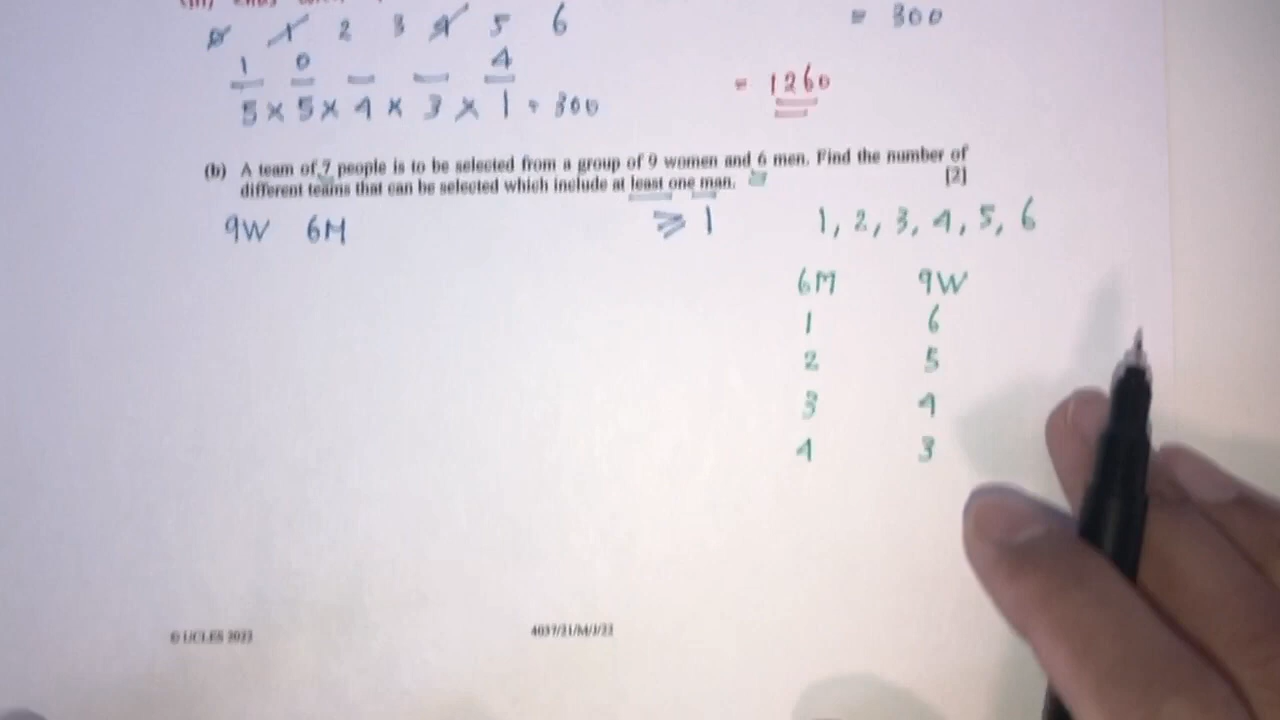 0 1 2 3 4 5 6
= 300
1 0 _ _ 4
5 × 5 × 4 × 3 × 1 = 300
= 1260
(b) A team of 7 people is to be selected from a group of 9 women and 6 men. Find the number of
different teams that can be selected which include at least one man. [2]
9W 6M ⩾ 1 1, 2, 3, 4, 5, 6
6M 9W
1 6
2 5
3 4
4 3
© UCLES 2022 4037/21/M/J/22